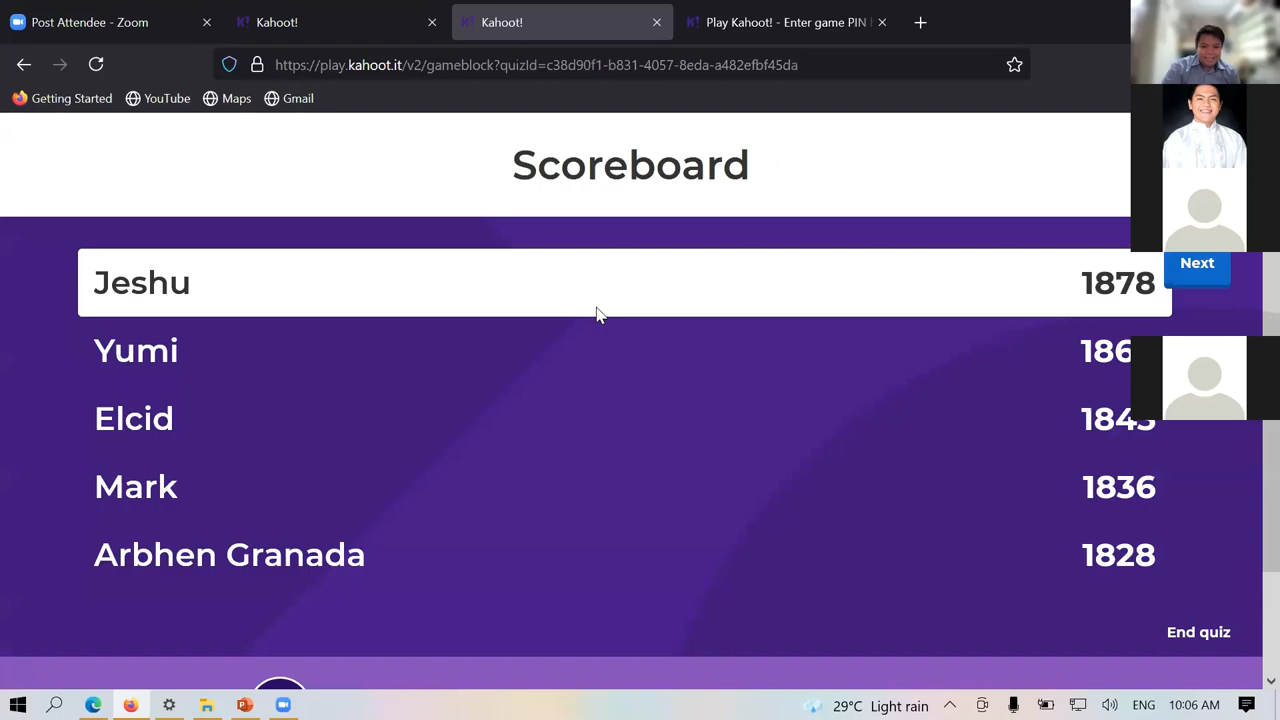 Post Attendee - Zoom
Kahoot!
Kahoot!
Play Kahoot! - Enter game PIN
https://play.kahoot.it/v2/gameblock?quizId=c38d90f1-b831-4057-8eda-a482efbf45da
Getting Started
YouTube
Maps
Gmail
Scoreboard
Next
Jeshu 1878
Yumi
Elcid
Mark 1836
Arbhen Granada 1828
End quiz
29°C Light rain
ENG
10:06 AM